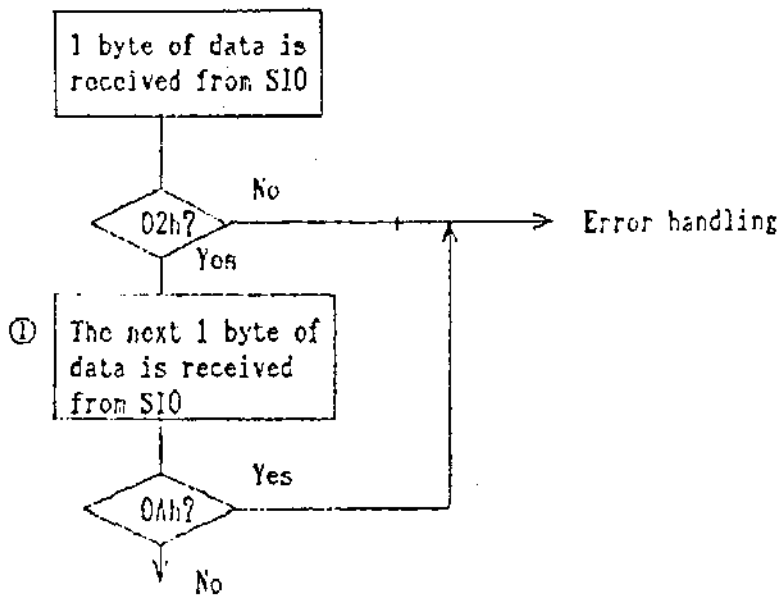 1 byte of data is
received from SIO
No
02h?
Error handling
Yes
①
The next 1 byte of
data is received
from SIO
Yes
0Ah?
No